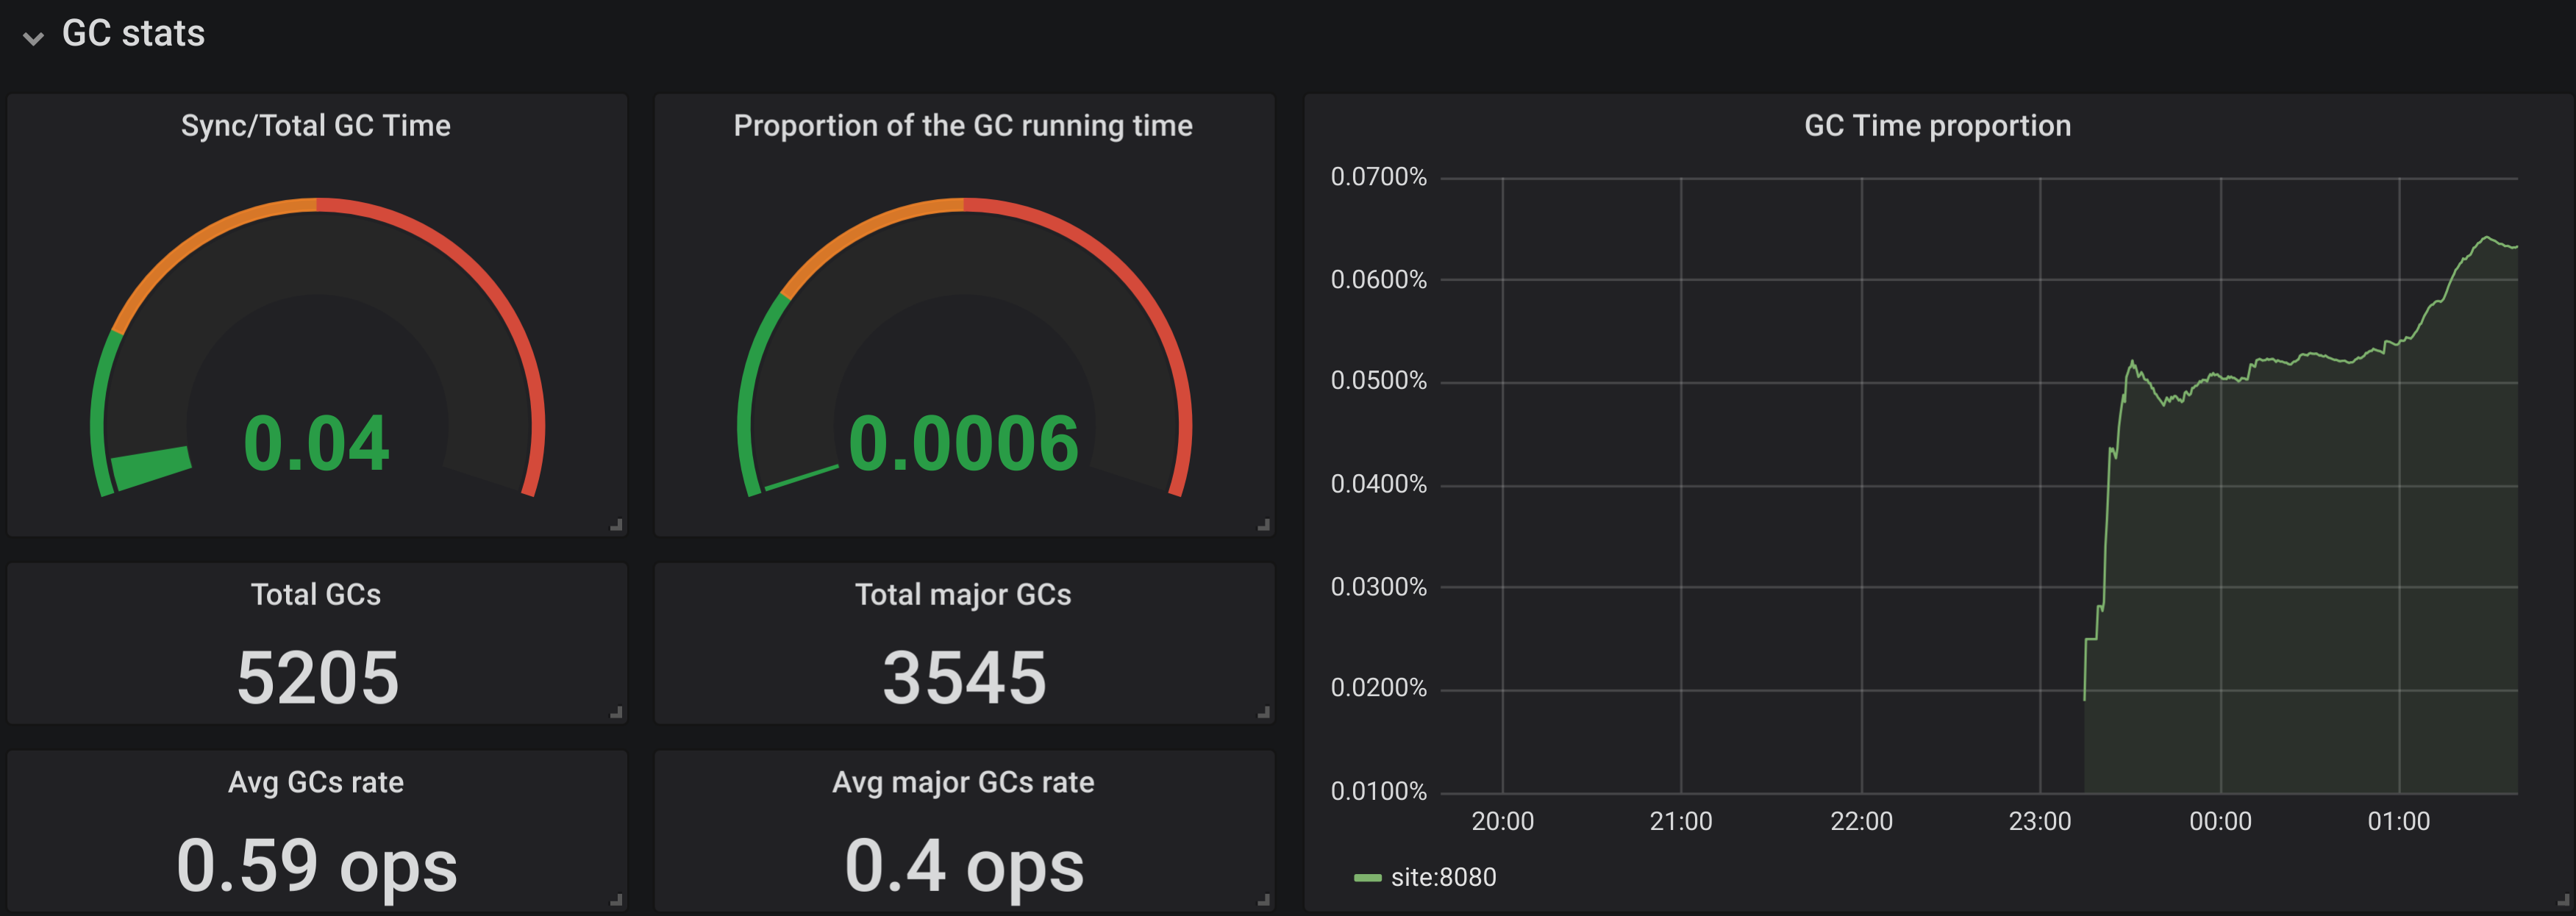 GC stats
Sync/Total GC Time
0.04
Proportion of the GC running time
0.0006
Total GCs
5205
Total major GCs
3545
Avg GCs rate
0.59 ops
Avg major GCs rate
0.4 ops
GC Time proportion
0.0700%
0.0600%
0.0500%
0.0400%
0.0300%
0.0200%
0.0100%
20:00 21:00 22:00 23:00 00:00 01:00
site:8080